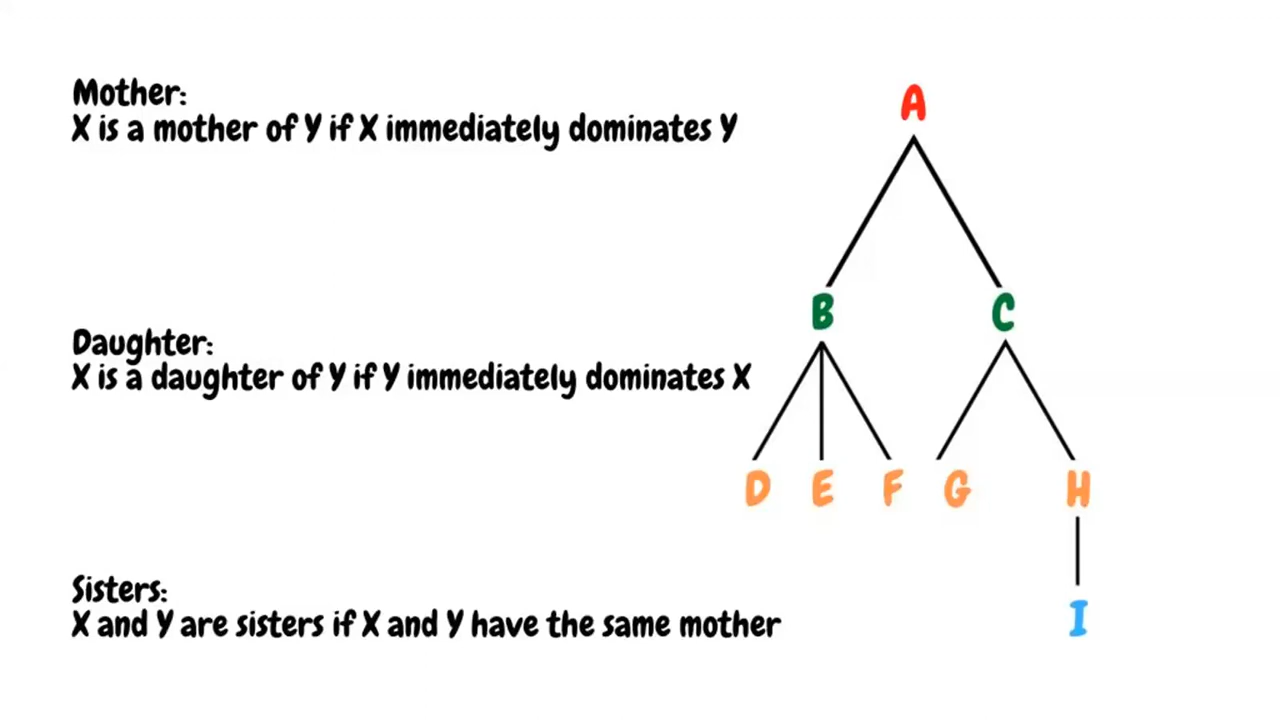 Mother:
X is a mother of Y if X immediately dominates Y
Daughter:
X is a daughter of Y if Y immediately dominates X
Sisters:
X and Y are sisters if X and Y have the same mother
A
B C
D E F G H
I